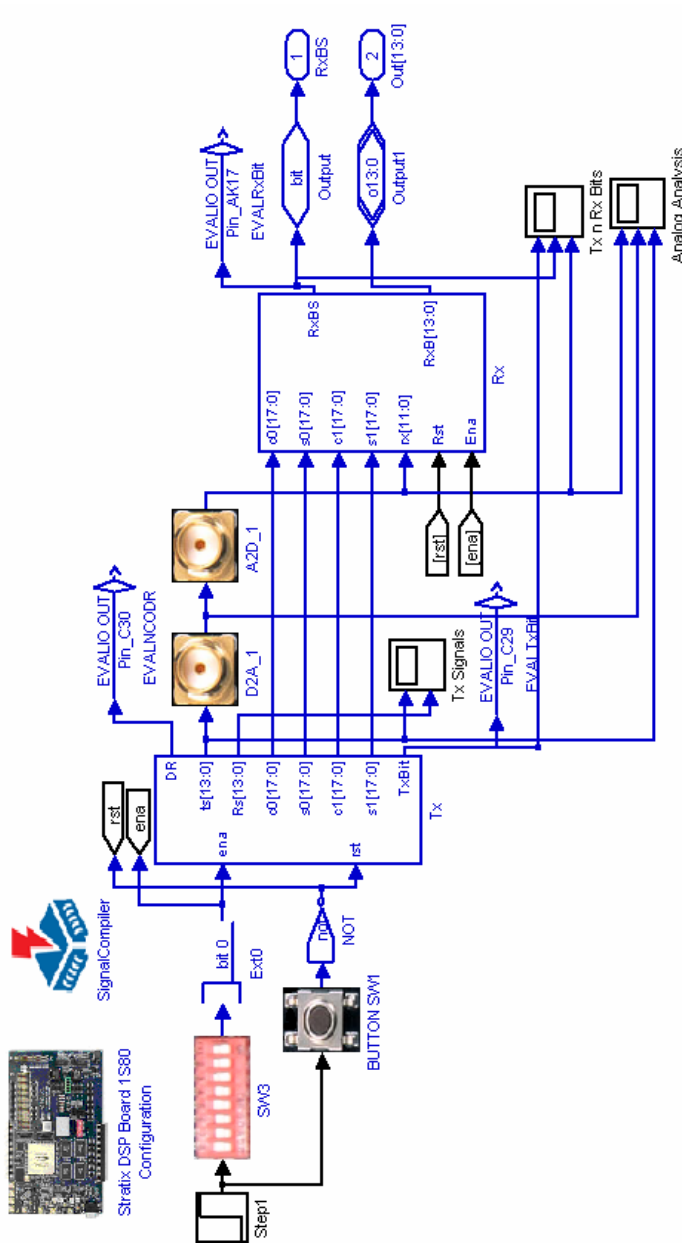 Stratix DSP Board 1S80
Configuration
SignalCompiler
Step1
SW3
bit 0
Ext0
BUTTON SW1
not
NOT
rst
ena
ena
rst
DR
ts[13:0]
Rs[13:0]
c0[17:0]
s0[17:0]
c1[17:0]
s1[17:0]
TxBit
Tx
EVALIO OUT
Pin_C30
EVALNCODR
D2A_1
A2D_1
Tx Signals
EVALIO OUT
Pin_C29
EVALTxBit
[rst]
[ena]
c0[17:0]
s0[17:0]
c1[17:0]
s1[17:0]
rx[11:0]
Rst
Ena
RxBS
RxB[13:0]
Rx
EVALIO OUT
Pin_AK17
EVALRxBit
bit
Output
o13:0
Output1
1
RxBS
2
Out[13:0]
Tx n Rx Bits
Analog Analysis